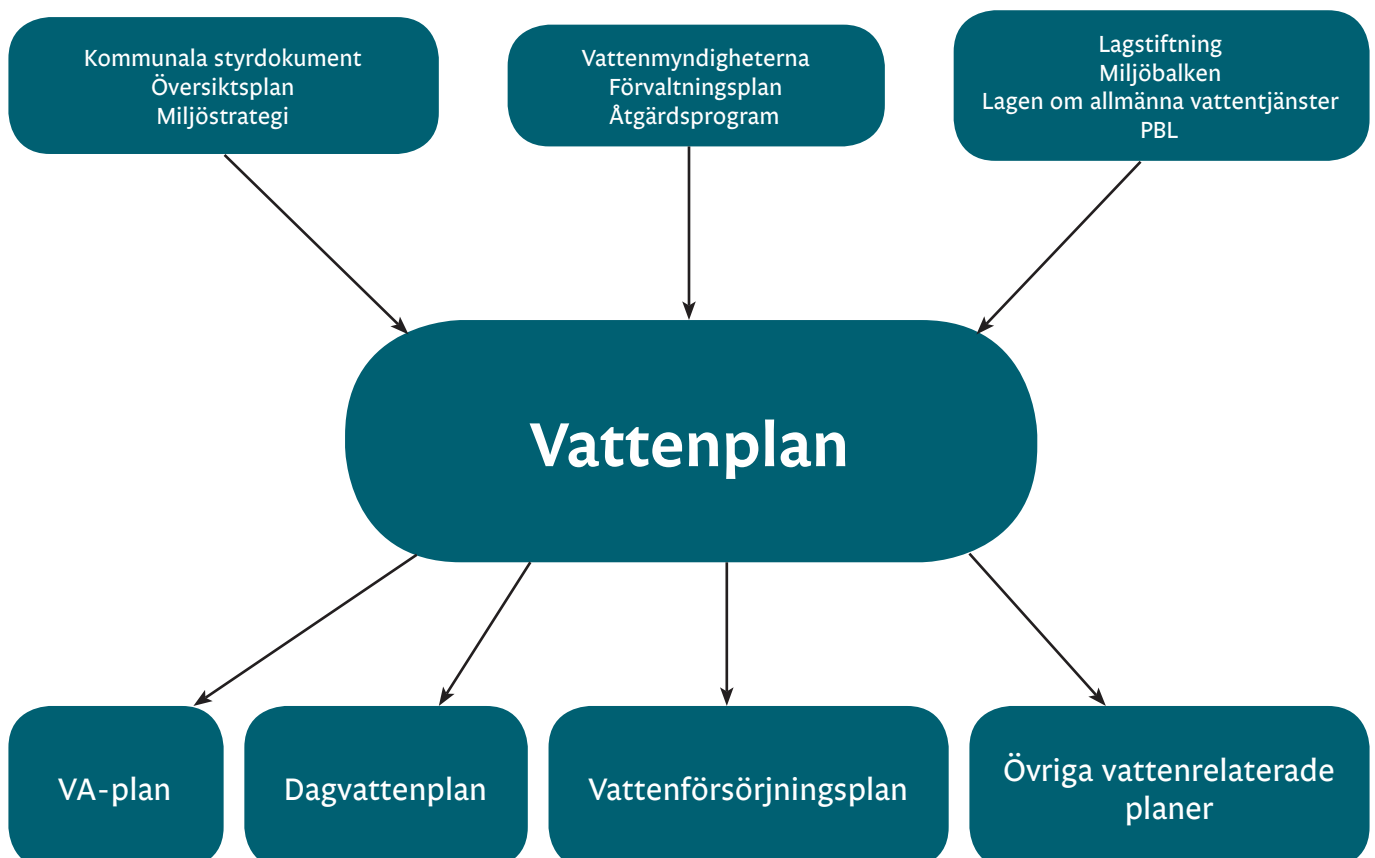 Kommunala styrdokument
Översiktsplan
Miljöstrategi
Vattenmyndigheterna
Förvaltningsplan
Åtgärdsprogram
Lagstiftning
Miljöbalken
Lagen om allmänna vattentjänster
PBL
Vattenplan
VA-plan
Dagvattenplan
Vattenförsörjningsplan
Övriga vattenrelaterade
planer